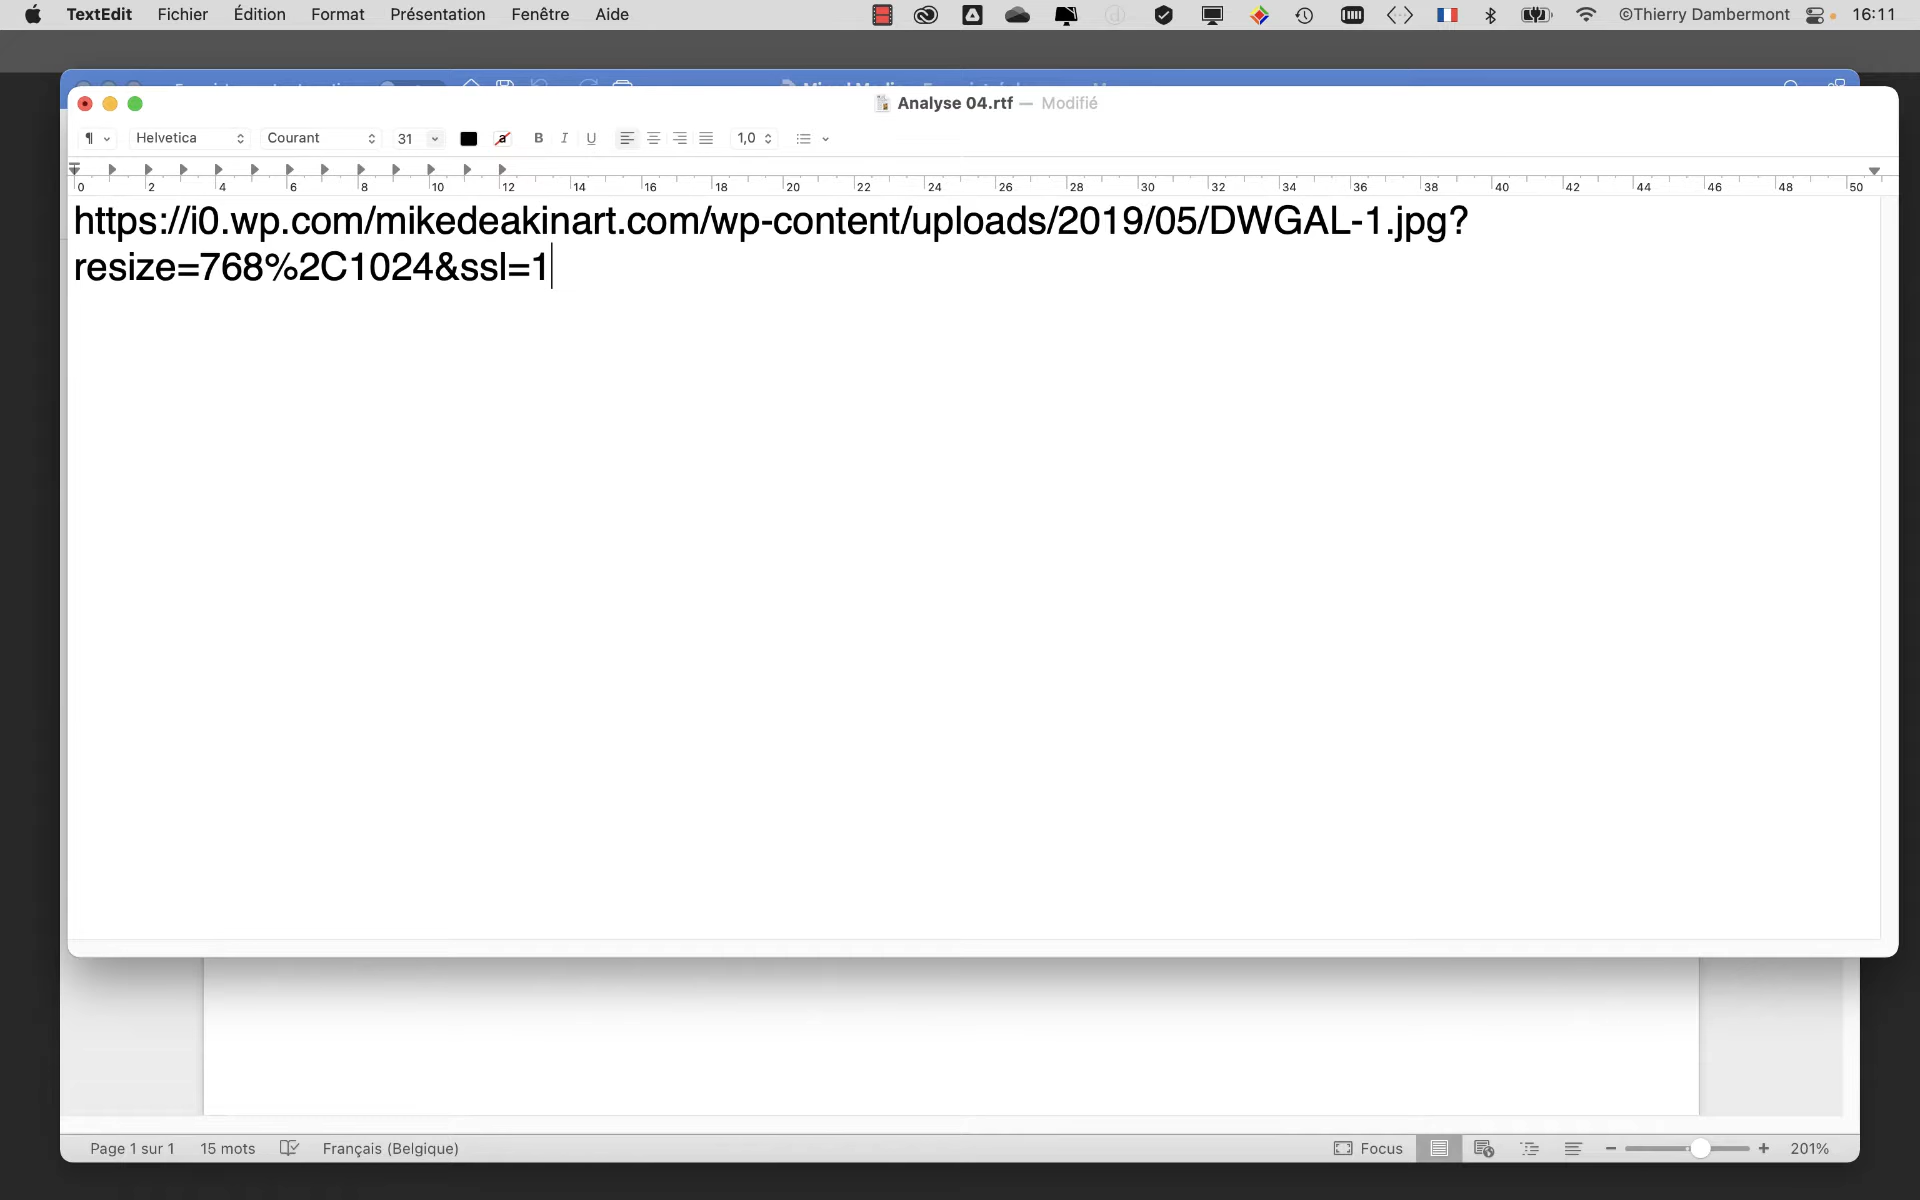 TextEdit Fichier Édition Format Présentation Fenêtre Aide ©Thierry Dambermont 16:11
Analyse 04.rtf — Modifié
¶ Helvetica Courant 31 a B I U 1,0
0 2 4 6 8 10 12 14 16 18 20 22 24 26 28 30 32 34 36 38 40 42 44 46 48 50
https://i0.wp.com/mikedeakinart.com/wp-content/uploads/2019/05/DWGAL-1.jpg?
resize=768%2C1024&ssl=1
Page 1 sur 1 15 mots Français (Belgique) Focus 201%